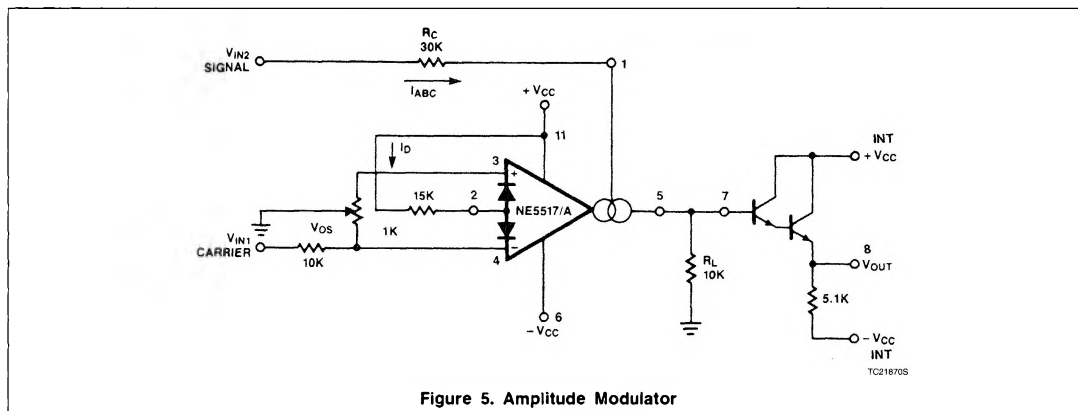 RC
30K
VIN2
SIGNAL
1
IABC
+ VCC
11
INT
+ VCC
ID
3
+
15K
2
NE5517/A
5
7
VOS
1K
VIN1
CARRIER
10K
4
−
RL
10K
8
VOUT
5.1K
6
− VCC
− VCC
INT
TC21870S
Figure 5. Amplitude Modulator